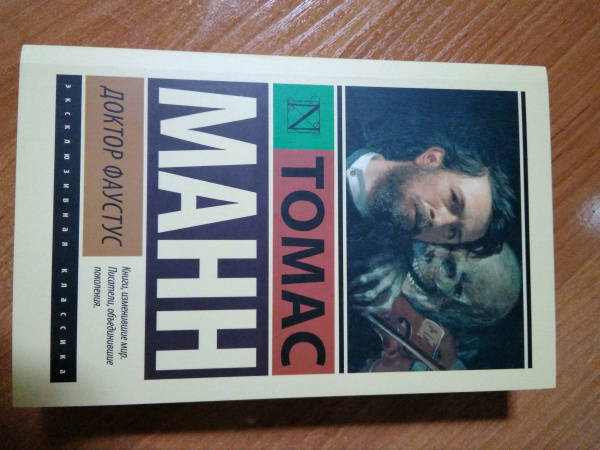 N
ТОМАС
МАНН
ДОКТОР ФАУСТУС
Книги, изменившие мир.
Писатели, объединившие
поколения.
ЭКСКЛЮЗИВНАЯ КЛАССИКА